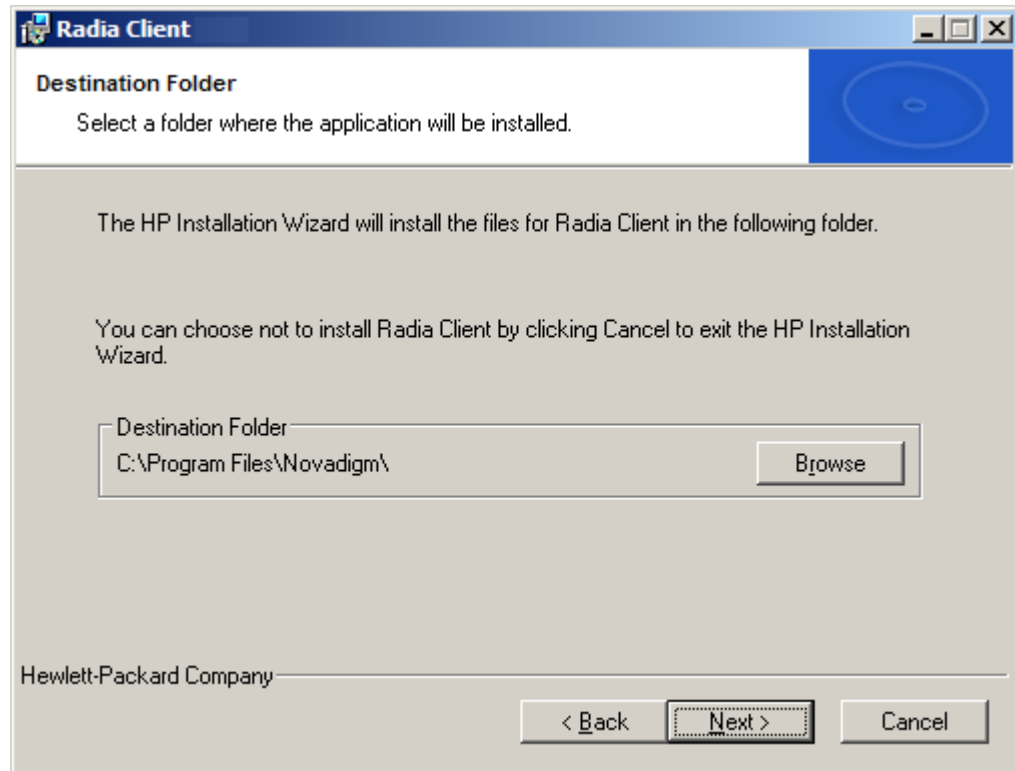 Radia Client
Destination Folder
Select a folder where the application will be installed.
The HP Installation Wizard will install the files for Radia Client in the following folder.
You can choose not to install Radia Client by clicking Cancel to exit the HP Installation
Wizard.
Destination Folder
C:\Program Files\Novadigm\
Browse
Hewlett-Packard Company
< Back
Next >
Cancel